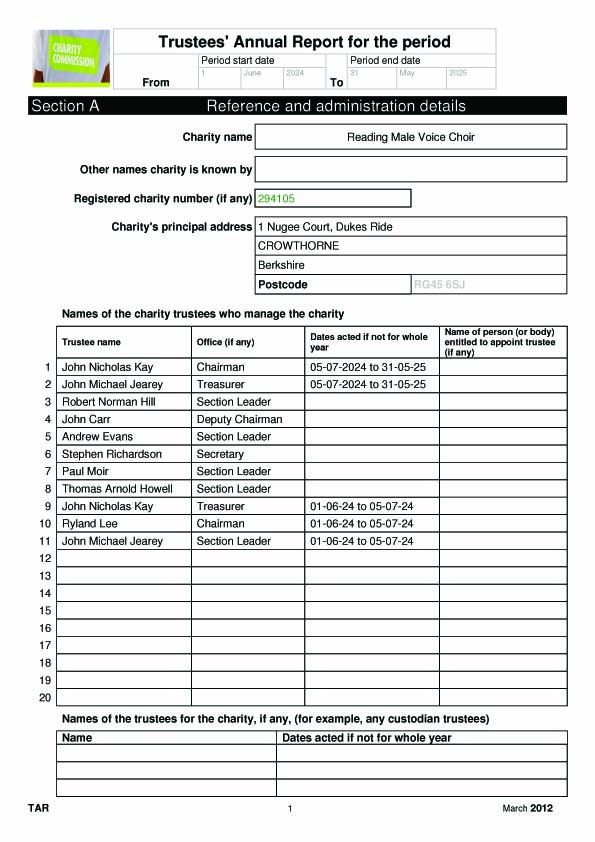 CHARITY
COMMISSION
Trustees' Annual Report for the period
Period start date Period end date
From 1 June 2024 To 31 May 2025
Section A Reference and administration details
Charity name Reading Male Voice Choir
Other names charity is known by
Registered charity number (if any) 294105
Charity's principal address 1 Nugee Court, Dukes Ride
CROWTHORNE
Berkshire
Postcode RG45 6SJ
Names of the charity trustees who manage the charity
Trustee name Office (if any) Dates acted if not for whole year Name of person (or body) entitled to appoint trustee (if any)
1 John Nicholas Kay Chairman 05-07-2024 to 31-05-25
2 John Michael Jearey Treasurer 05-07-2024 to 31-05-25
3 Robert Norman Hill Section Leader
4 John Carr Deputy Chairman
5 Andrew Evans Section Leader
6 Stephen Richardson Secretary
7 Paul Moir Section Leader
8 Thomas Arnold Howell Section Leader
9 John Nicholas Kay Treasurer 01-06-24 to 05-07-24
10 Ryland Lee Chairman 01-06-24 to 05-07-24
11 John Michael Jearey Section Leader 01-06-24 to 05-07-24
12
13
14
15
16
17
18
19
20
Names of the trustees for the charity, if any, (for example, any custodian trustees)
Name Dates acted if not for whole year
TAR 1 March 2012